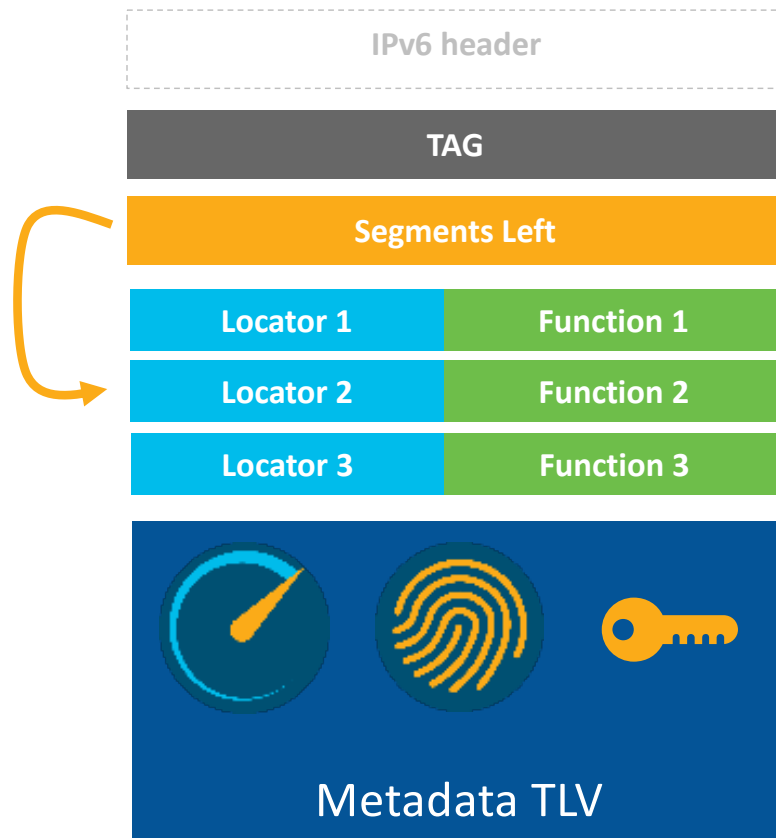 IPv6 header
TAG
Segments Left
Locator 1 Function 1
Locator 2 Function 2
Locator 3 Function 3
Metadata TLV